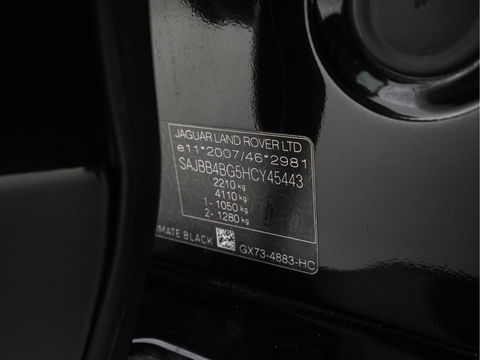 JAGUAR LAND ROVER LTD
e11*2007/46*2981
SAJBB4BG5HCY45443
2210 kg
4110 kg
1- 1050 kg
2- 1280 kg
MATE BLACK GX73-4883-HC